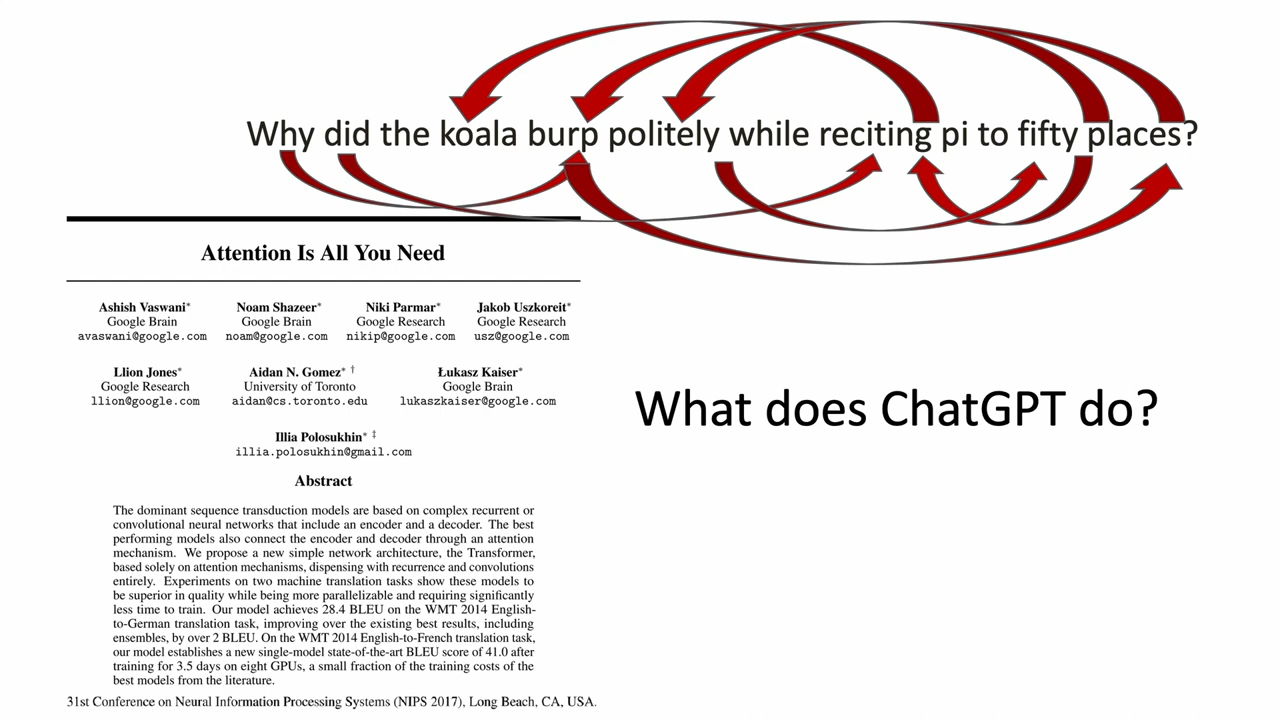 Why did the koala burp politely while reciting pi to fifty places?
Attention Is All You Need
Ashish Vaswani* Noam Shazeer* Niki Parmar* Jakob Uszkoreit*
Google Brain Google Brain Google Research Google Research
avaswani@google.com noam@google.com nikip@google.com usz@google.com
Llion Jones* Aidan N. Gomez* † Łukasz Kaiser*
Google Research University of Toronto Google Brain
llion@google.com aidan@cs.toronto.edu lukaszkaiser@google.com
What does ChatGPT do?
Illia Polosukhin* ‡
illia.polosukhin@gmail.com
Abstract
The dominant sequence transduction models are based on complex recurrent or
convolutional neural networks that include an encoder and a decoder. The best
performing models also connect the encoder and decoder through an attention
mechanism. We propose a new simple network architecture, the Transformer,
based solely on attention mechanisms, dispensing with recurrence and convolutions
entirely. Experiments on two machine translation tasks show these models to
be superior in quality while being more parallelizable and requiring significantly
less time to train. Our model achieves 28.4 BLEU on the WMT 2014 English-
to-German translation task, improving over the existing best results, including
ensembles, by over 2 BLEU. On the WMT 2014 English-to-French translation task,
our model establishes a new single-model state-of-the-art BLEU score of 41.0 after
training for 3.5 days on eight GPUs, a small fraction of the training costs of the
best models from the literature.
31st Conference on Neural Information Processing Systems (NIPS 2017), Long Beach, CA, USA.